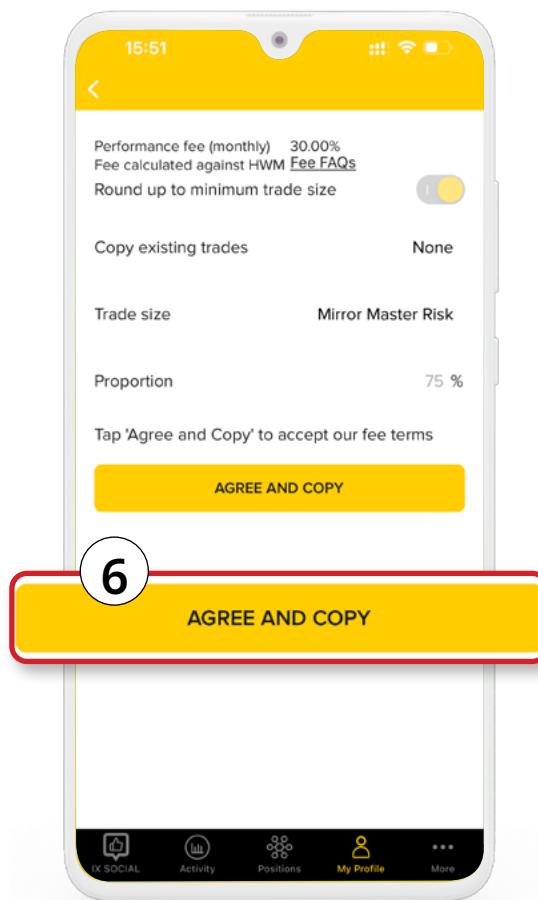 15:51
Performance fee (monthly) 30.00%
Fee calculated against HWM Fee FAQs
Round up to minimum trade size
Copy existing trades None
Trade size Mirror Master Risk
Proportion 75 %
Tap 'Agree and Copy' to accept our fee terms
AGREE AND COPY
6
AGREE AND COPY
IX SOCIAL Activity Positions My Profile More